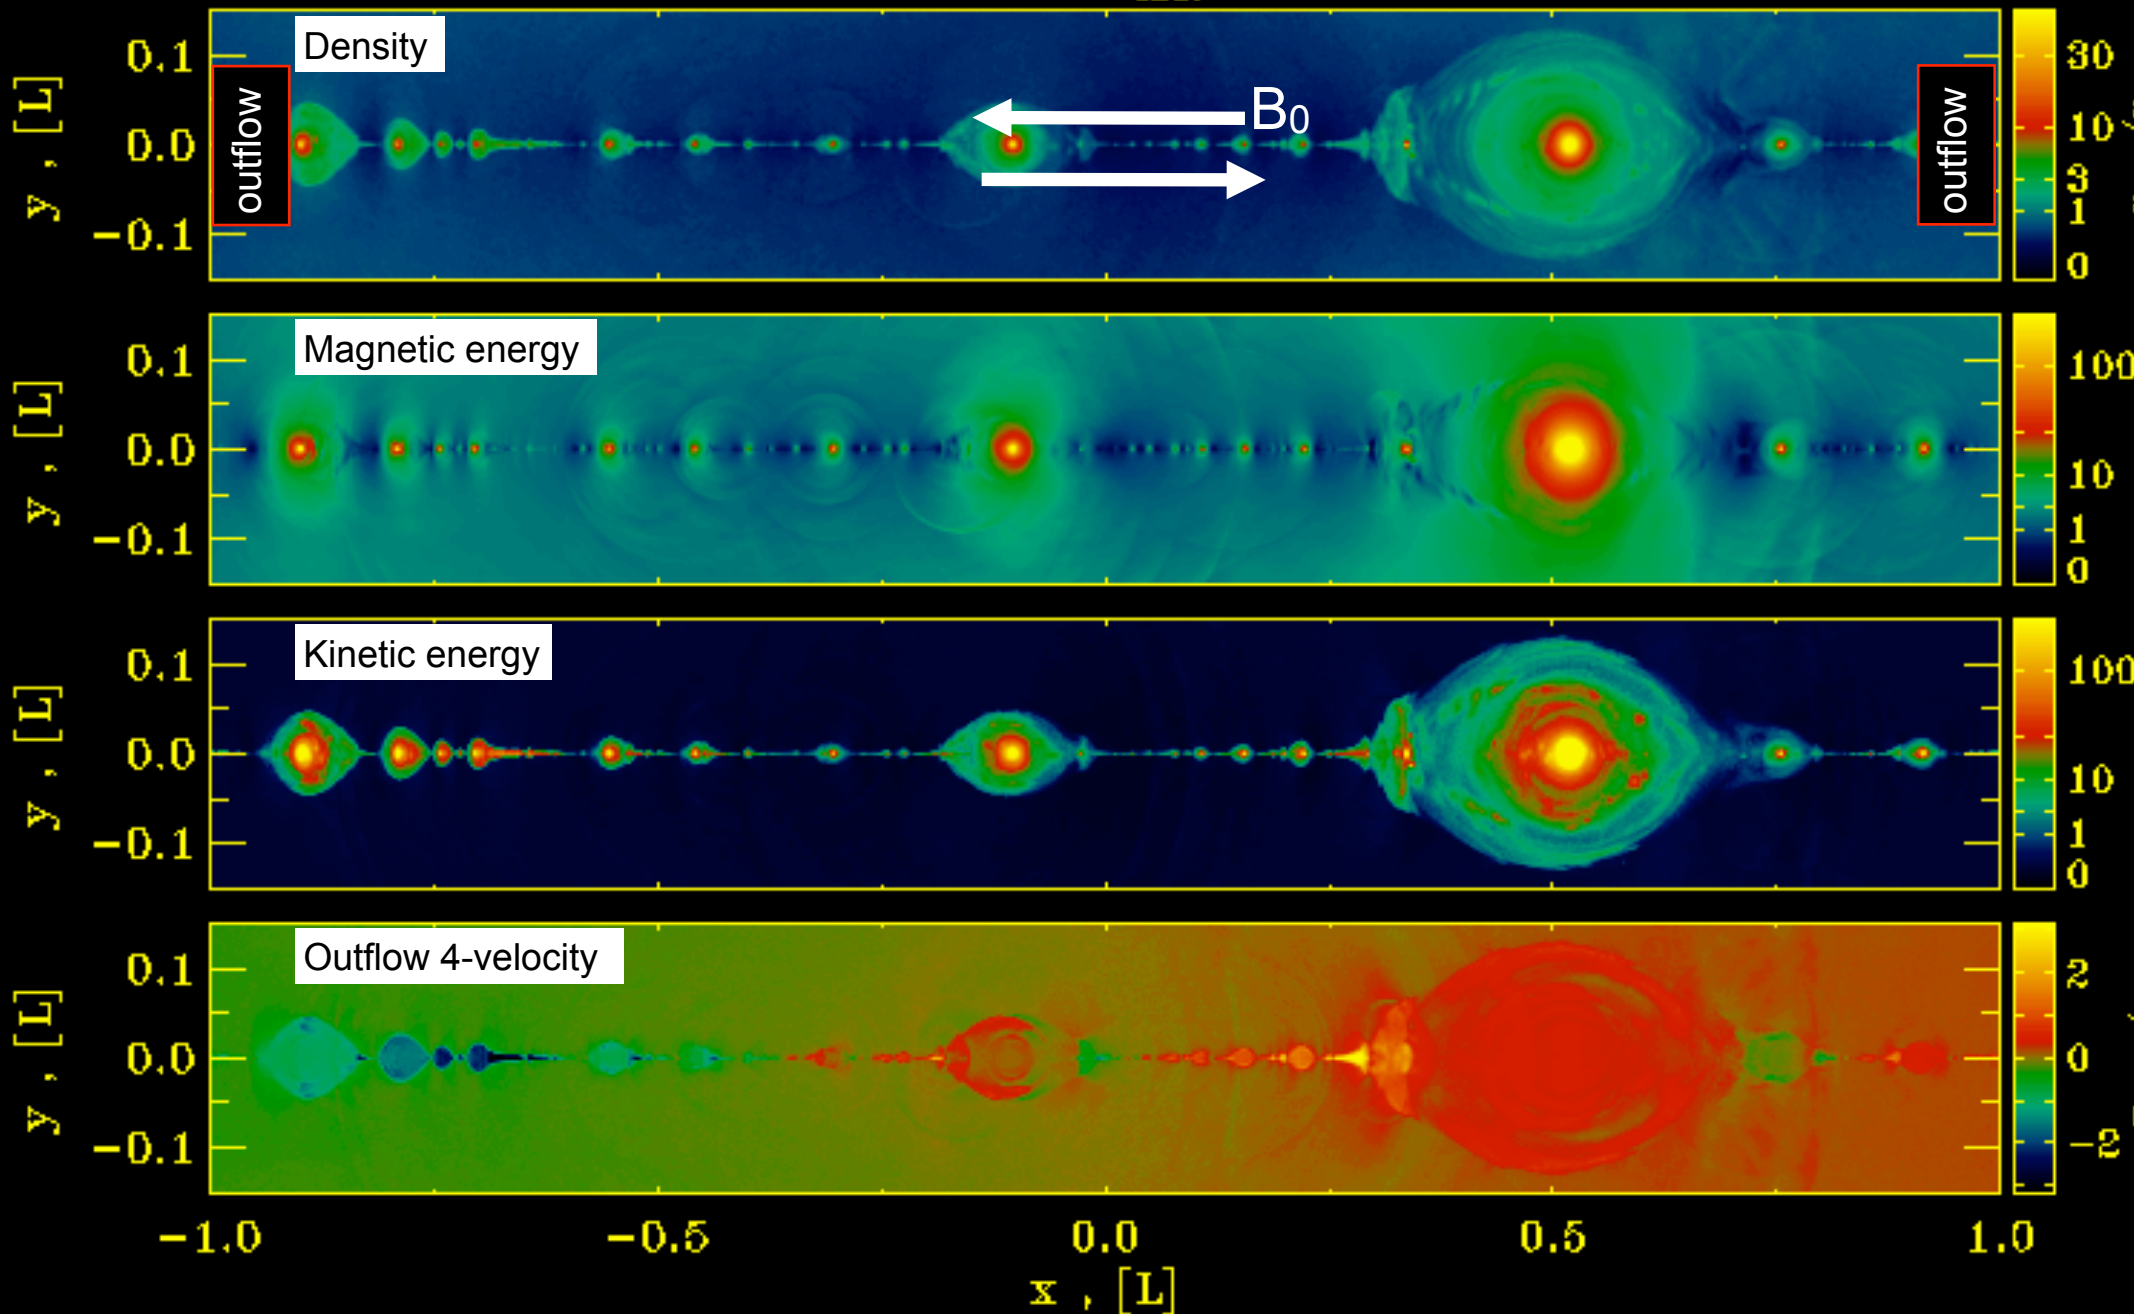 Density
y , [L]
0.1
0.0
−0.1
outflow
B0
outflow
30
10
3
1
0
Magnetic energy
y , [L]
0.1
0.0
−0.1
100
10
1
0
Kinetic energy
y , [L]
0.1
0.0
−0.1
100
10
1
0
Outflow 4-velocity
y , [L]
0.1
0.0
−0.1
2
0
−2
−1.0 −0.5 0.0 0.5 1.0
x , [L]